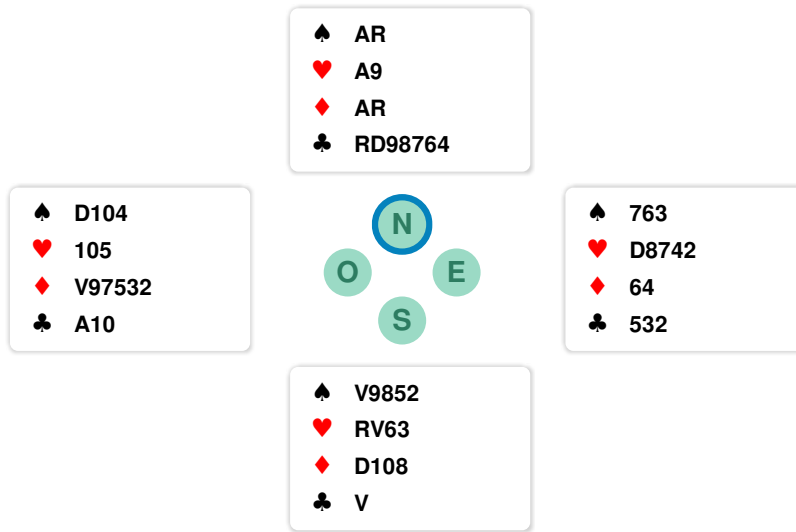 ♠ AR
♥ A9
♦ AR
♣ RD98764
♠ D104
♥ 105
♦ V97532
♣ A10
N
O
E
S
♠ 763
♥ D8742
♦ 64
♣ 532
♠ V9852
♥ RV63
♦ D108
♣ V